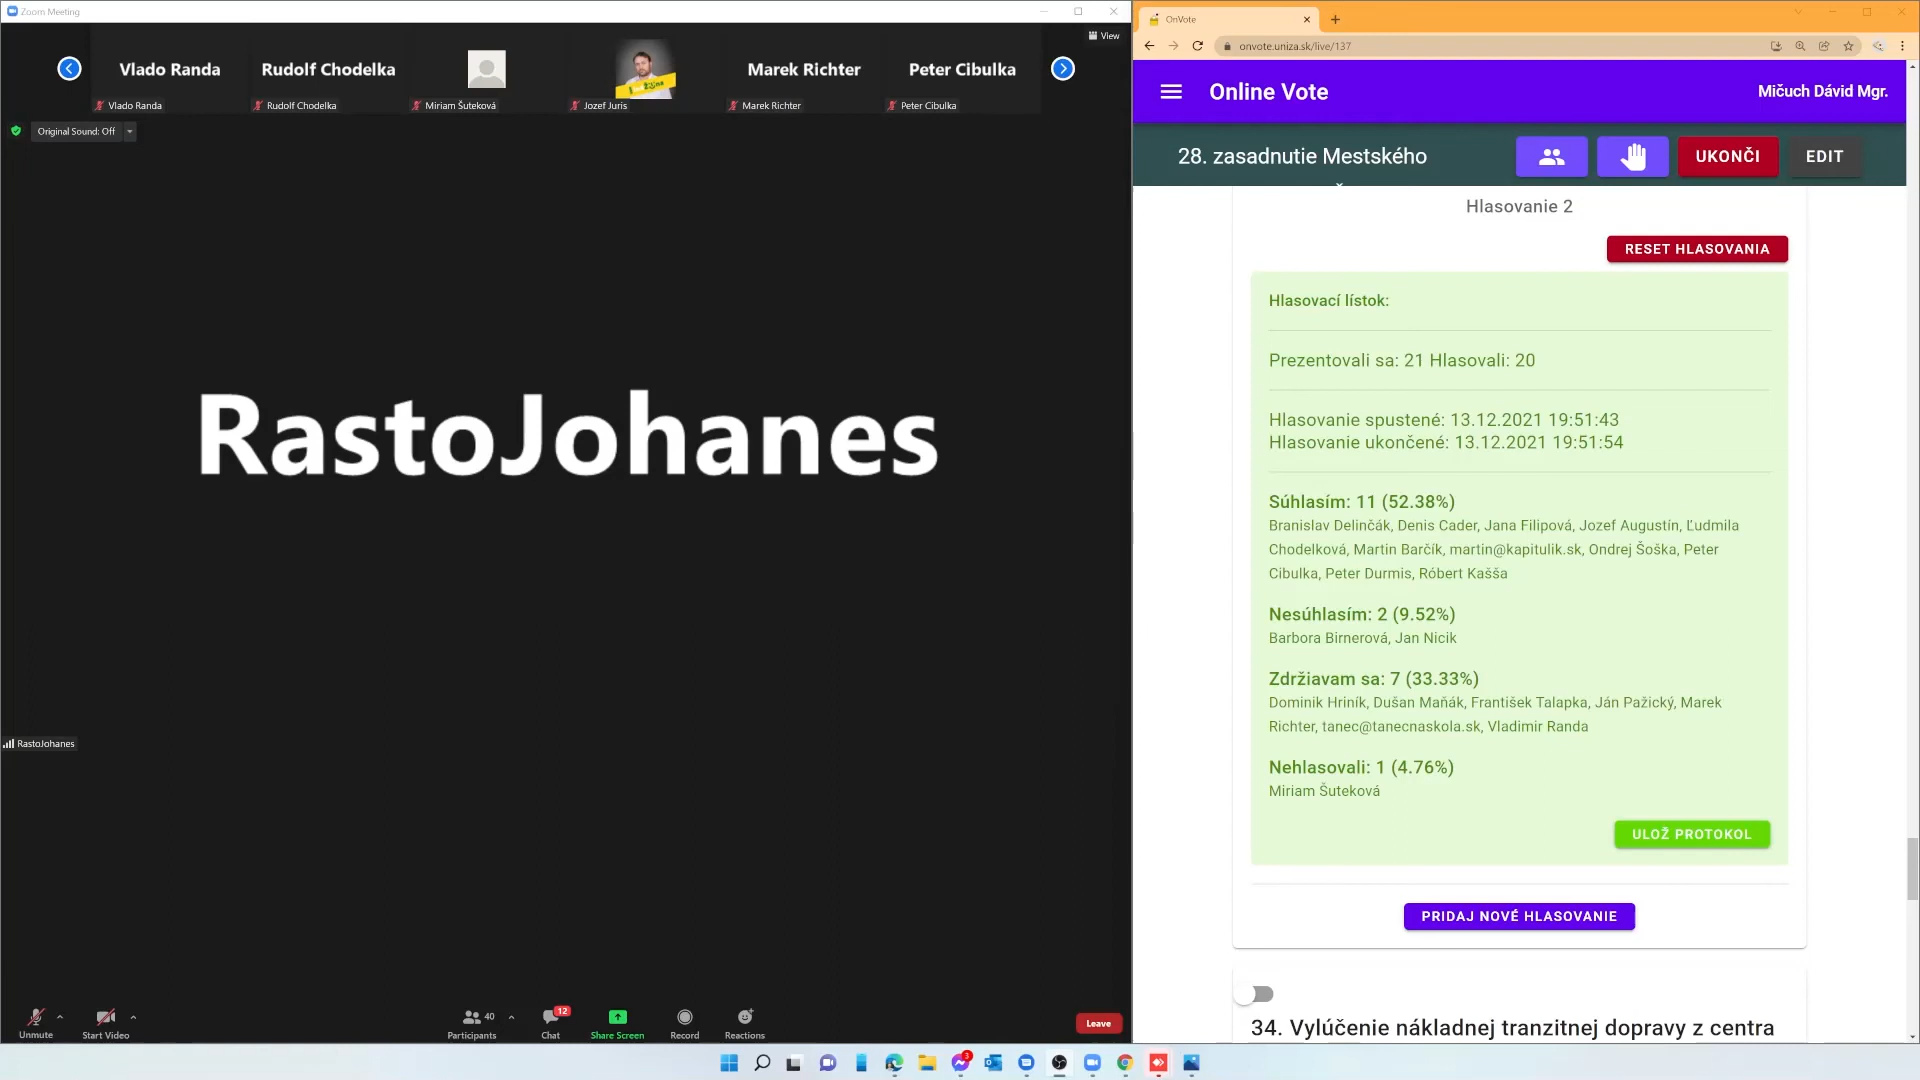 Zoom Meeting
View
Vlado Randa
Rudolf Chodelka
Marek Richter
Peter Cibulka
Vlado Randa
Rudolf Chodelka
Miriam Šuteková
Jozef Juris
Marek Richter
Peter Cibulka
Original Sound: Off
RastoJohanes
RastoJohanes
Unmute
Start Video
40
Participants
12
Chat
Share Screen
Record
Reactions
Leave
OnVote
onvote.uniza.sk/live/137
Online Vote
Mičuch Dávid Mgr.
28. zasadnutie Mestského
UKONČI
EDIT
Hlasovanie 2
RESET HLASOVANIA
Hlasovací lístok:
Prezentovali sa: 21 Hlasovali: 20
Hlasovanie spustené: 13.12.2021 19:51:43
Hlasovanie ukončené: 13.12.2021 19:51:54
Súhlasím: 11 (52.38%)
Branislav Delinčák, Denis Cader, Jana Filipová, Jozef Augustín, Ľudmila
Chodelková, Martin Barčík, martin@kapitulik.sk, Ondrej Šoška, Peter
Cibulka, Peter Durmis, Róbert Kašša
Nesúhlasím: 2 (9.52%)
Barbora Birnerová, Jan Nicik
Zdržiavam sa: 7 (33.33%)
Dominik Hriník, Dušan Maňák, František Talapka, Ján Pažický, Marek
Richter, tanec@tanecnaskola.sk, Vladimir Randa
Nehlasovali: 1 (4.76%)
Miriam Šuteková
ULOŽ PROTOKOL
PRIDAJ NOVÉ HLASOVANIE
34. Vylúčenie nákladnej tranzitnej dopravy z centra
3